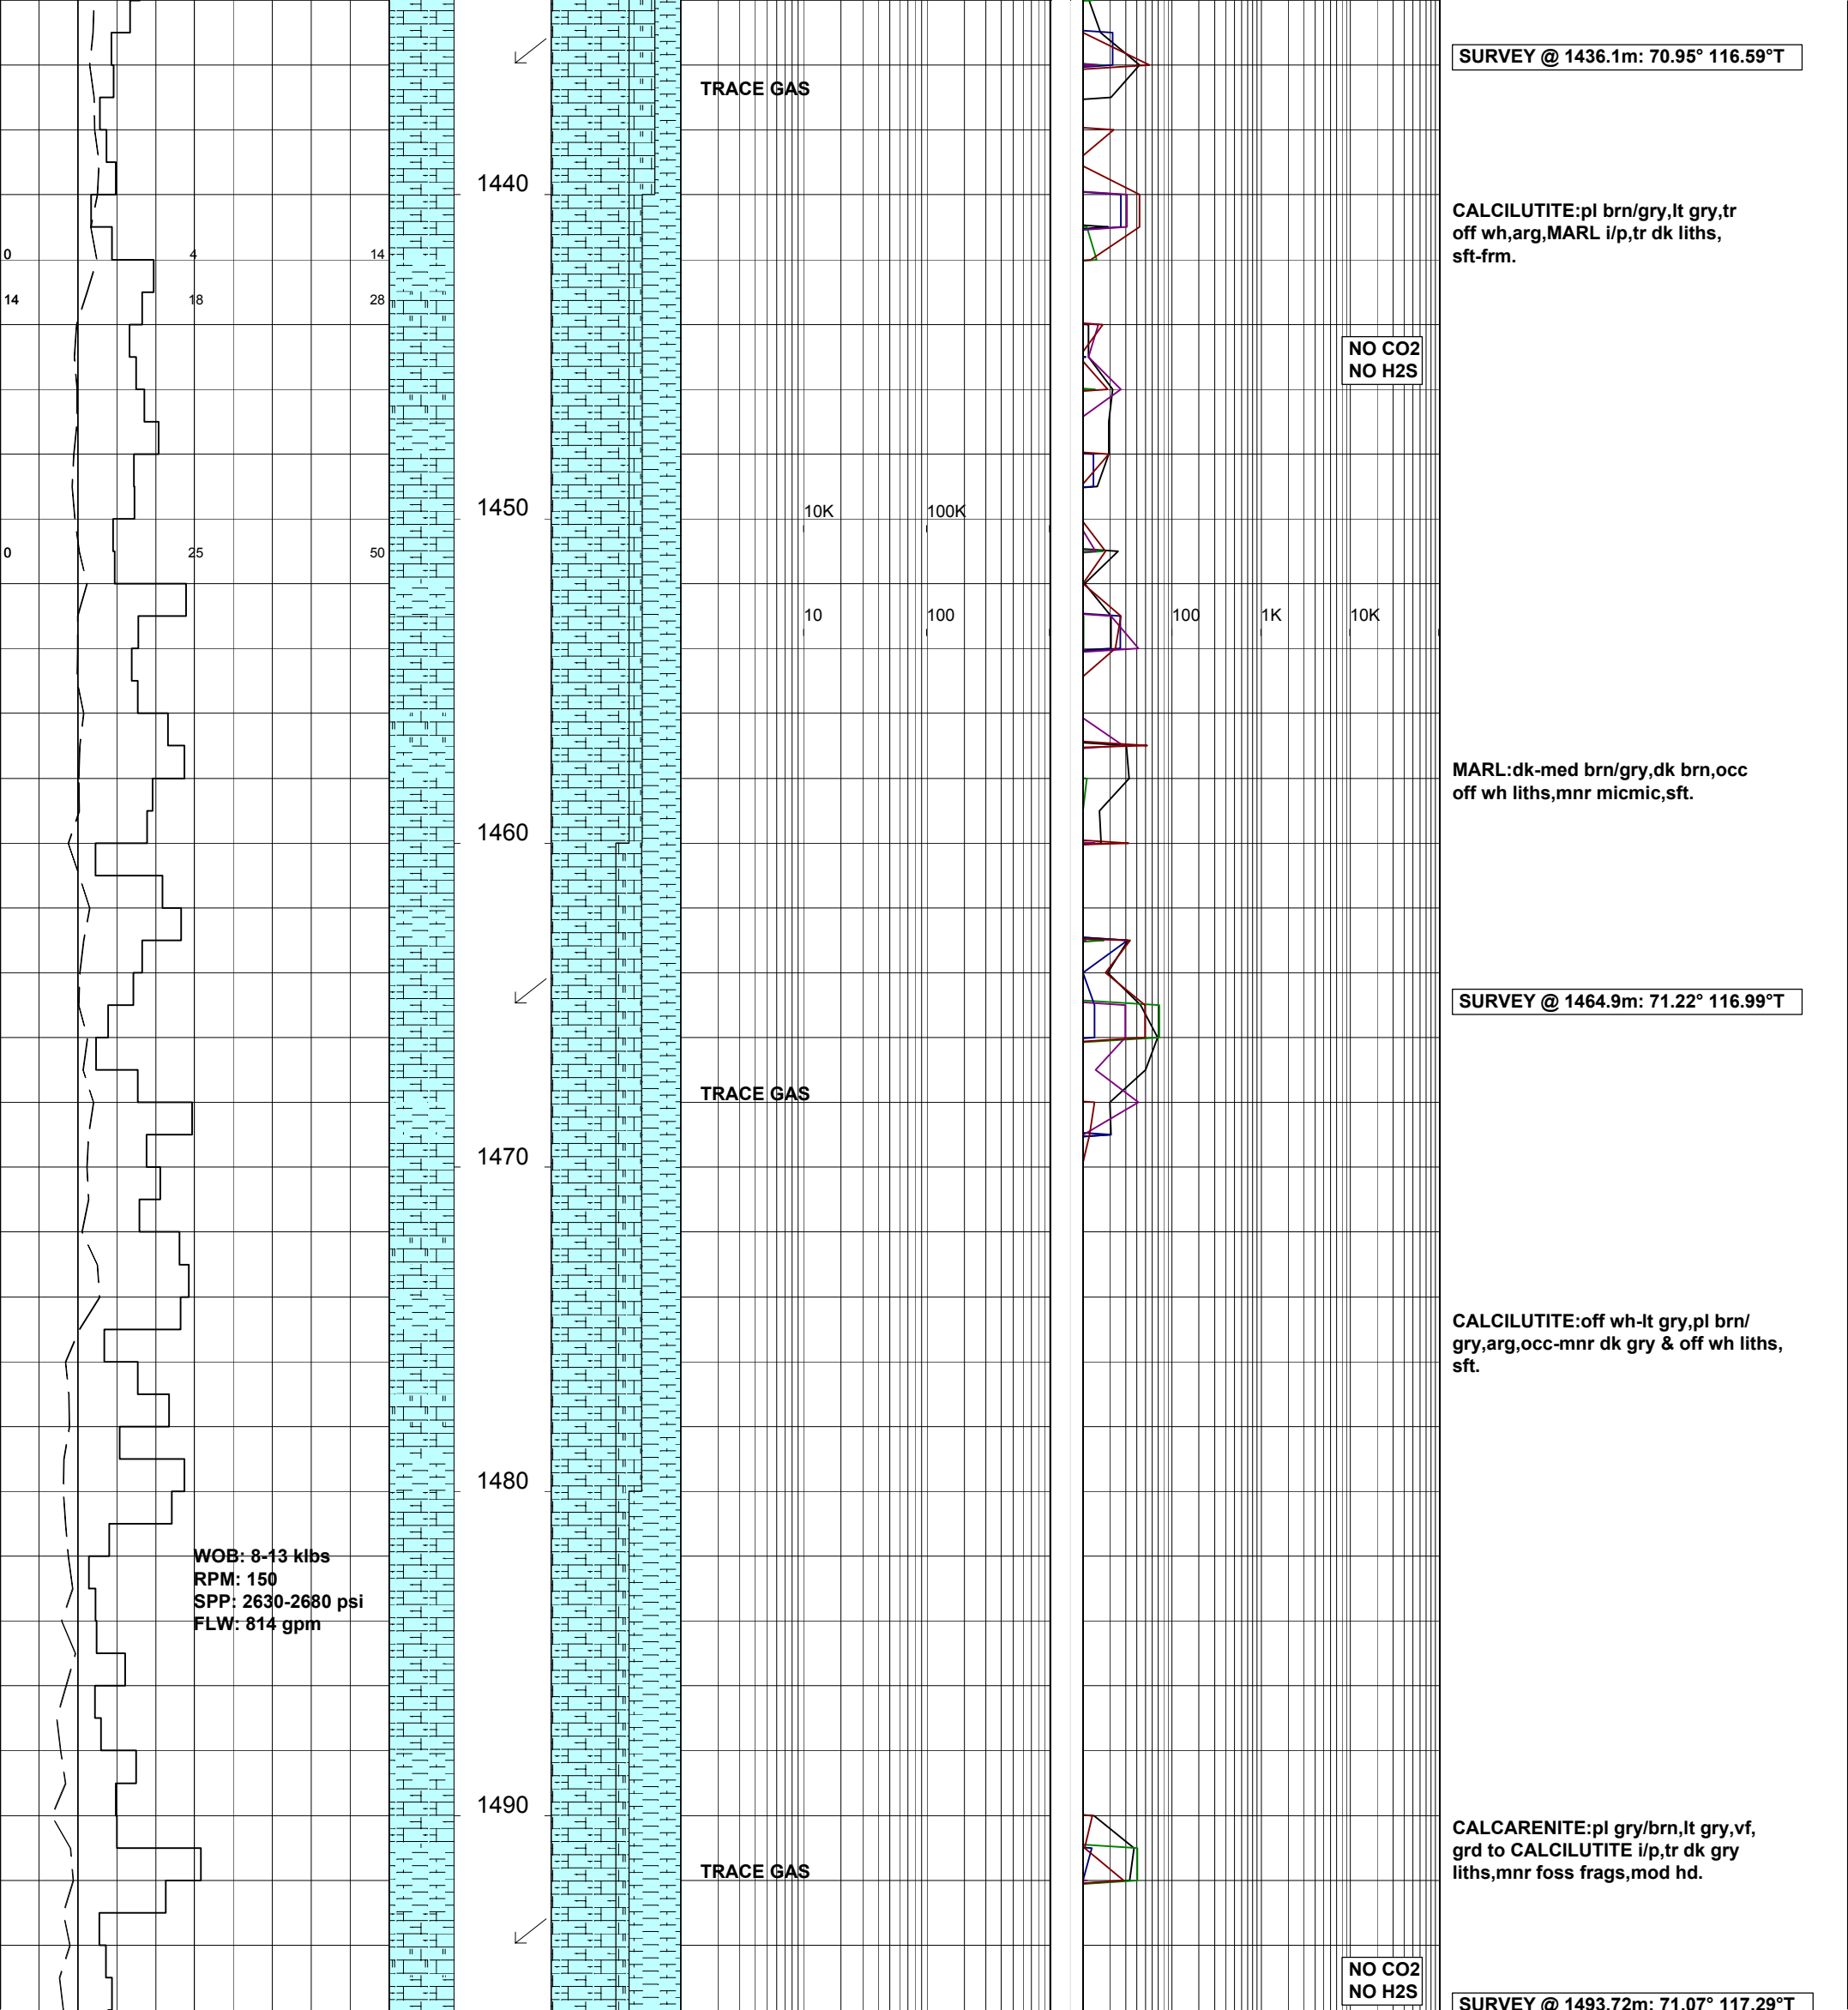 SURVEY @ 1436.1m: 70.95° 116.59°T
TRACE GAS
1440
CALCILUTITE:pl brn/gry,lt gry,tr
off wh,arg,MARL i/p,tr dk liths,
sft-frm.
0 4 14
14 18 28
NO CO2
NO H2S
1450
10K 100K
0 25 50
10 100
100 1K 10K
MARL:dk-med brn/gry,dk brn,occ
off wh liths,mnr micmic,sft.
1460
SURVEY @ 1464.9m: 71.22° 116.99°T
TRACE GAS
1470
CALCILUTITE:off wh-lt gry,pl brn/
gry,arg,occ-mnr dk gry & off wh liths,
sft.
1480
WOB: 8-13 klbs
RPM: 150
SPP: 2630-2680 psi
FLW: 814 gpm
1490
CALCARENITE:pl gry/brn,lt gry,vf,
grd to CALCILUTITE i/p,tr dk gry
liths,mnr foss frags,mod hd.
TRACE GAS
NO CO2
NO H2S
SURVEY @ 1493.72m: 71.07° 117.29°T